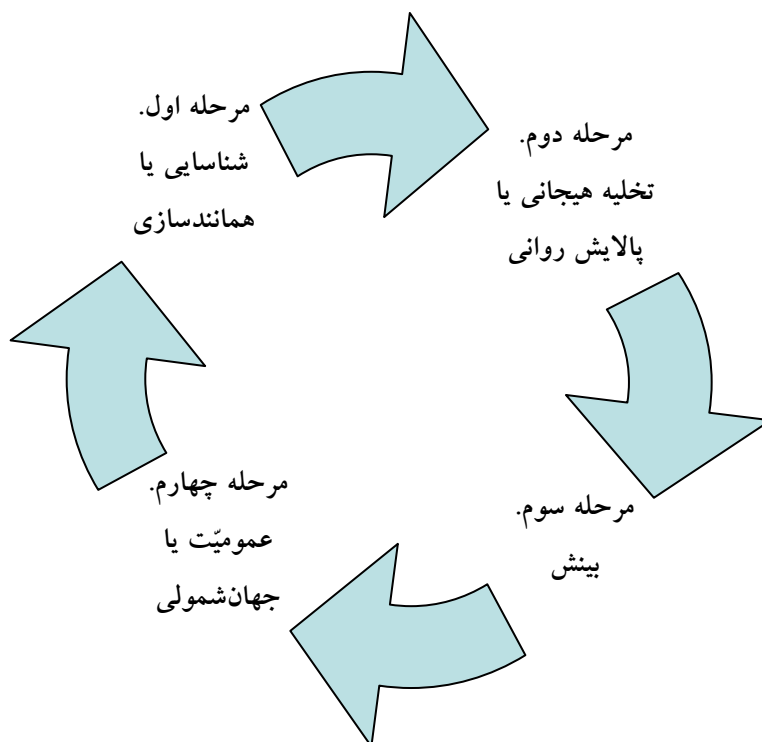 مرحله اول.
شناسایی یا
همانندسازی
مرحله دوم.
تخلیه هیجانی یا
پالایش روانی
مرحله سوم.
بینش
مرحله چهارم.
عمومیّت یا
جهان‌شمولی